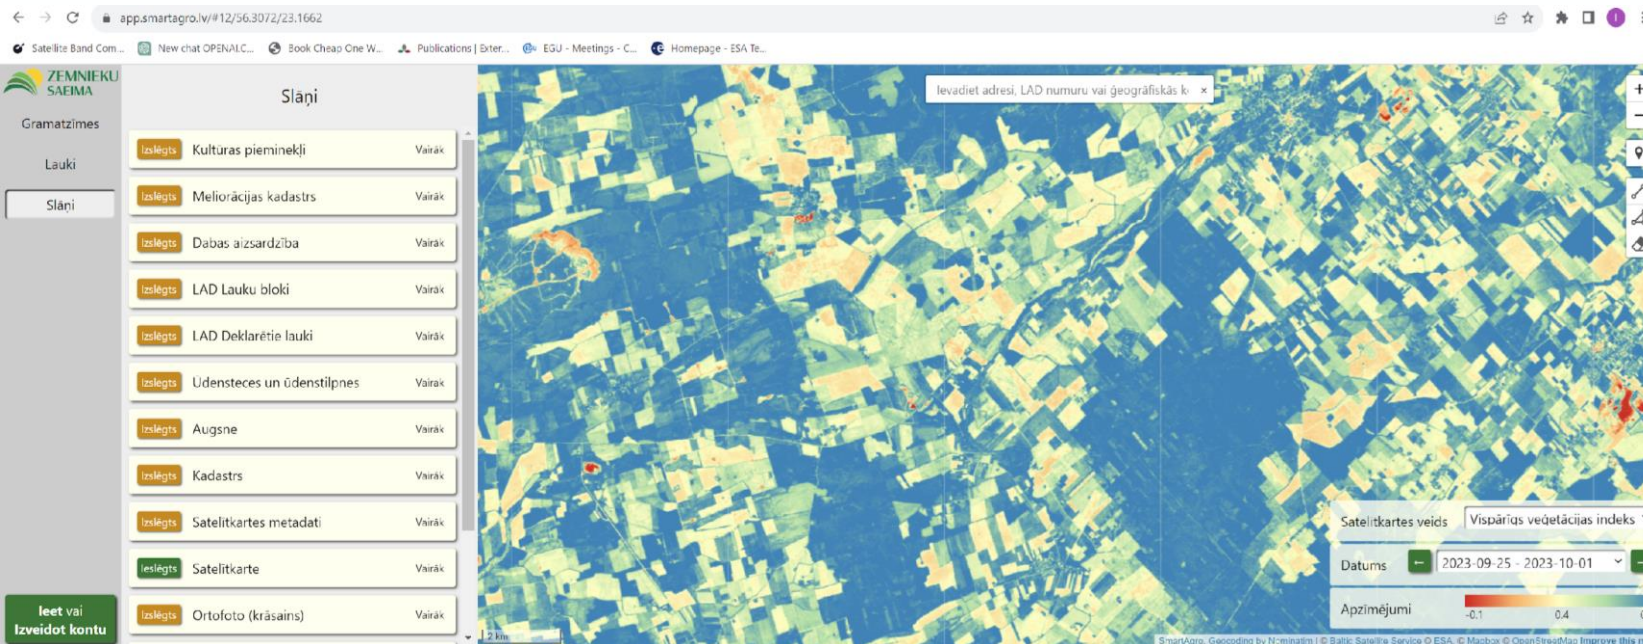 app.smartagro.lv/#12/56.3072/23.1662
Satellite Band Com...
New chat OPENAI.C...
Book Cheap One W...
Publications | Exter...
EGU - Meetings - C...
Homepage - ESA Te...
ZEMNIEKU
SAEIMA
Gramatzīmes
Lauki
Slāņi
Ieet vai
Izveidot kontu
Slāņi
Izslēgts Kultūras pieminekļi Vairāk
Izslēgts Meliorācijas kadastrs Vairāk
Izslēgts Dabas aizsardzība Vairāk
Izslēgts LAD Lauku bloki Vairāk
Izslēgts LAD Deklarētie lauki Vairāk
Izslēgts Ūdensteces un ūdenstilpnes Vairāk
Izslēgts Augsne Vairāk
Izslēgts Kadastrs Vairāk
Izslēgts Satelītkartes metadati Vairāk
Ieslēgts Satelītkarte Vairāk
Izslēgts Ortofoto (krāsains) Vairāk
Ievadiet adresi, LAD numuru vai ģeogrāfiskās k
Satelītkartes veids Vispārīgs veģetācijas indeks
Datums 2023-09-25 - 2023-10-01
Apzīmējumi
-0.1 0.4
2 km
SmartAgro, Geocoding by Nominatim | © Baltic Satellite Service © ESA, © Mapbox © OpenStreetMap Improve this